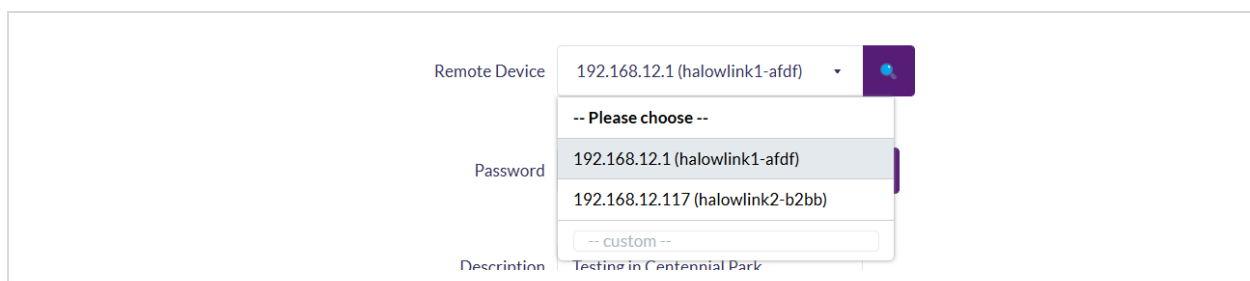 Remote Device 192.168.12.1 (halowlink1-afdf)
-- Please choose --
192.168.12.1 (halowlink1-afdf)
Password
192.168.12.117 (halowlink2-b2bb)
-- custom --
Description Testing in Centennial Park